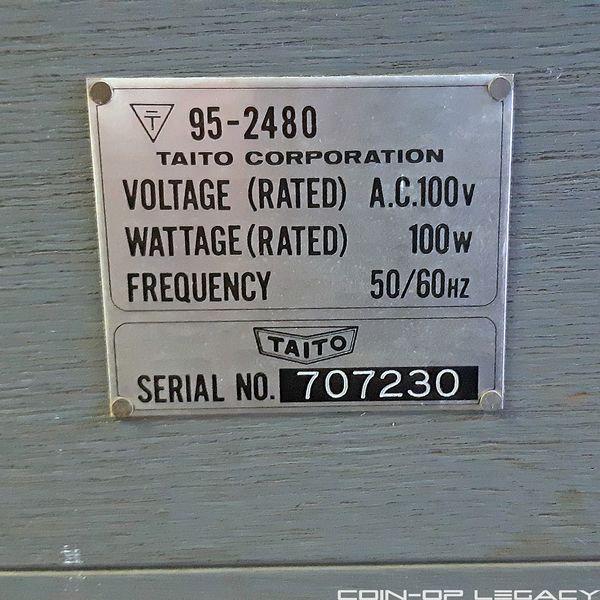 〒 95-2480
TAITO CORPORATION
VOLTAGE (RATED) A.C.100V
WATTAGE (RATED) 100W
FREQUENCY 50/60HZ
TAITO
SERIAL NO. 707230
COIN-OP LEGACY